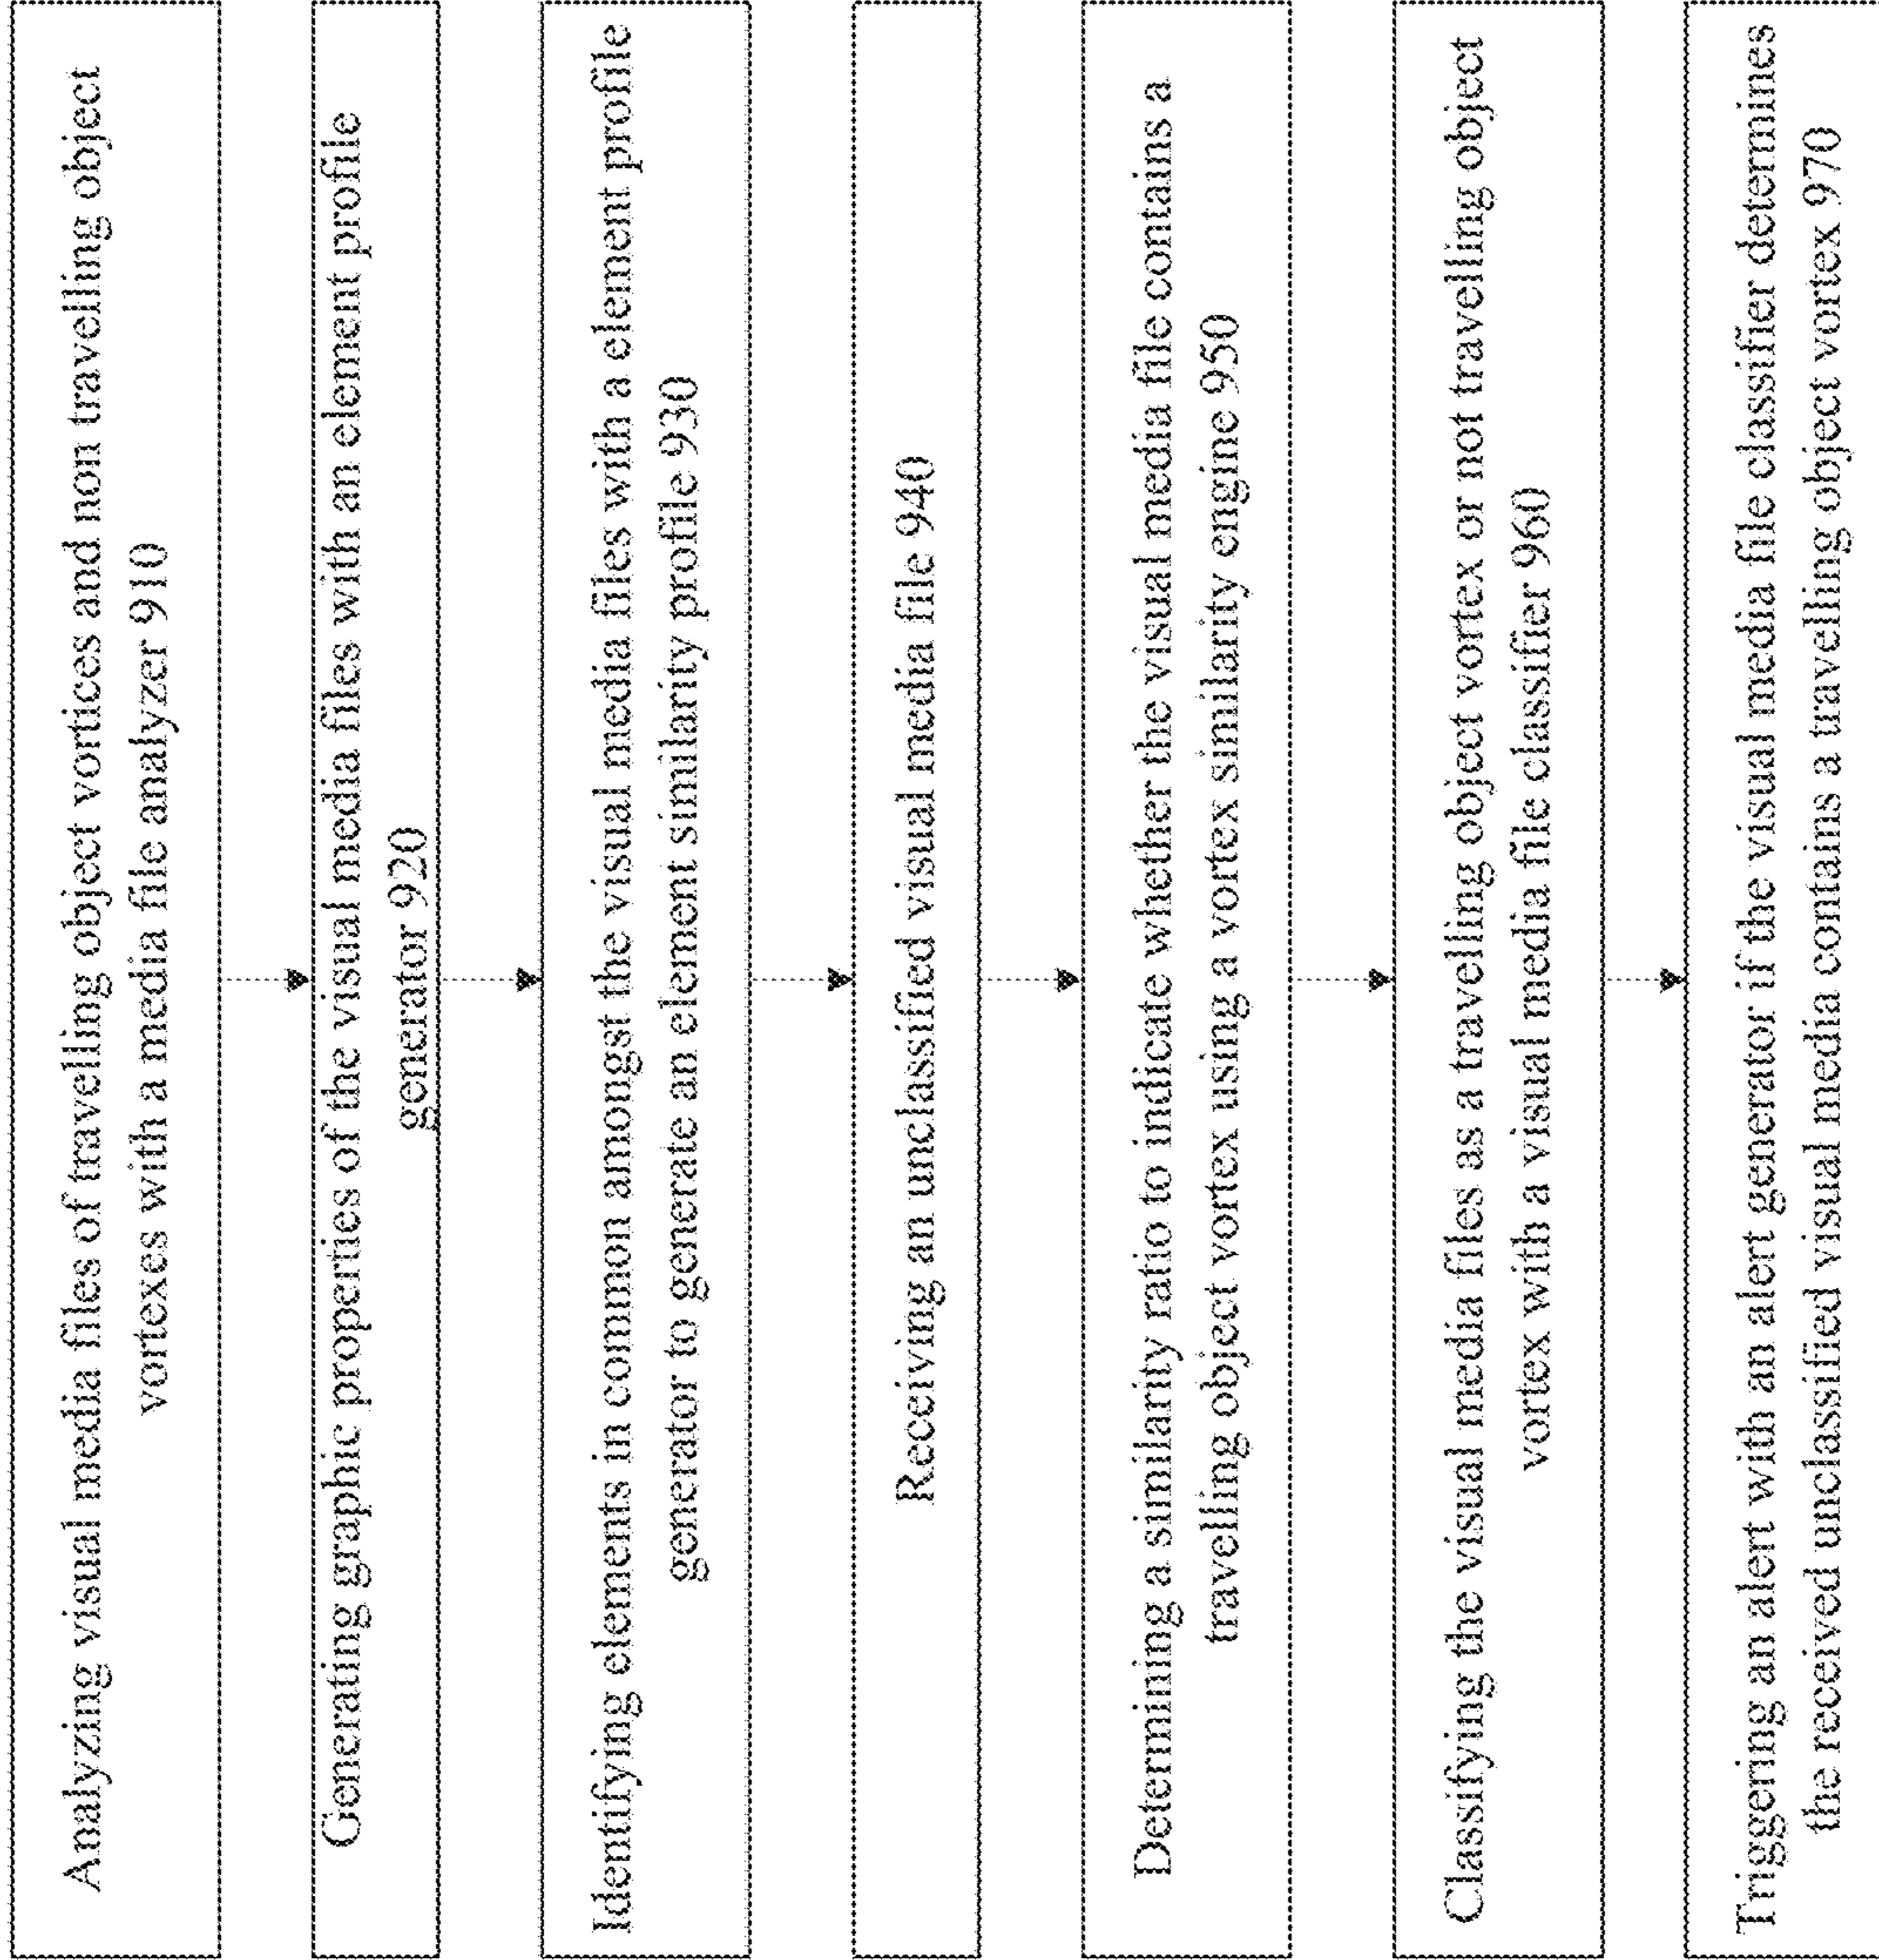 Analyzing visual media files of travelling object vortices and non travelling object
vortexes with a media file analyzer 910
Generating graphic properties of the visual media files with an element profile
generator 920
Identifying elements in common amongst the visual media files with a element profile
generator to generate an element similarity profile 930
Receiving an unclassified visual media file 940
Determining a similarity ratio to indicate whether the visual media file contains a
travelling object vortex using a vortex similarity engine 950
Classifying the visual media files as a travelling object vortex or not travelling object
vortex with a visual media file classifier 960
Triggering an alert with an alert generator if the visual media file classifier determines
the received unclassified visual media contains a travelling object vortex 970